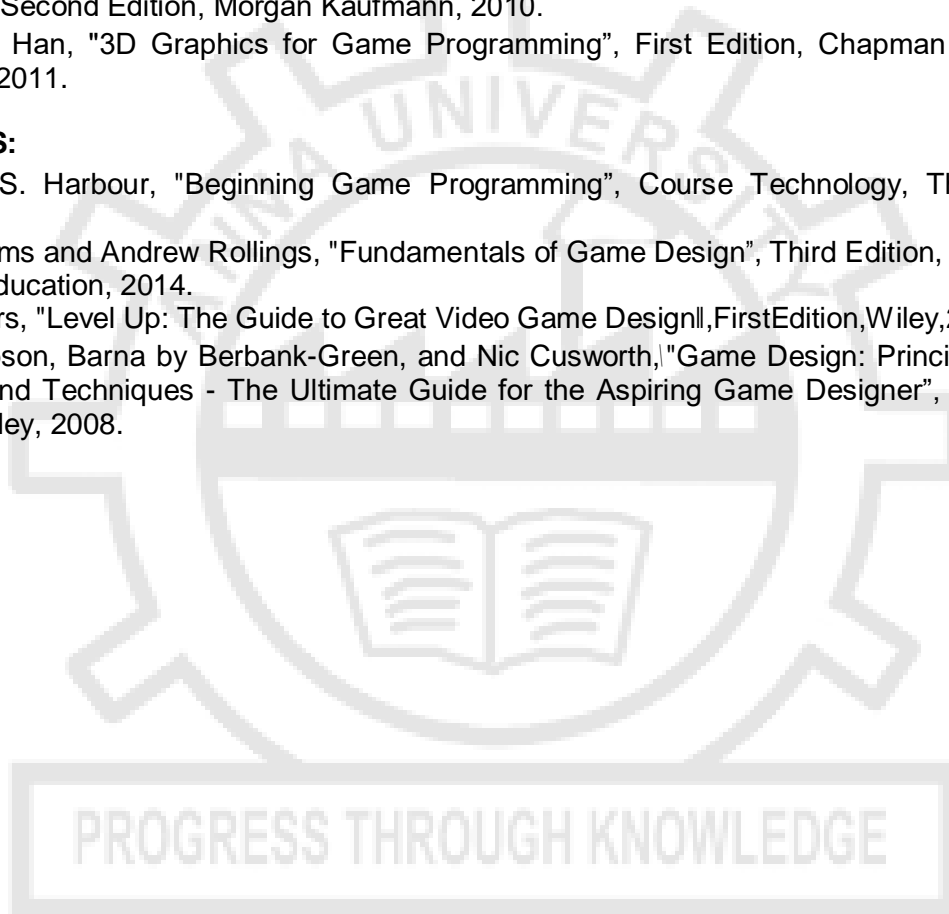 Second Edition, Morgan Kaufmann, 2010.
Han, "3D Graphics for Game Programming”, First Edition, Chapman
2011.
S:
S. Harbour, "Beginning Game Programming”, Course Technology,
ms and Andrew Rollings, "Fundamentals of Game Design”, Third Edition,
ducation, 2014.
rs, "Level Up: The Guide to Great Video Game Design‖,FirstEdition,Wiley,
son, Barna by Berbank-Green, and Nic Cusworth,\"Game Design: Princi
nd Techniques - The Ultimate Guide for the Aspiring Game Designer”,
ley, 2008.
UNIVERSITY
PROGRESS THROUGH KNOWLEDGE